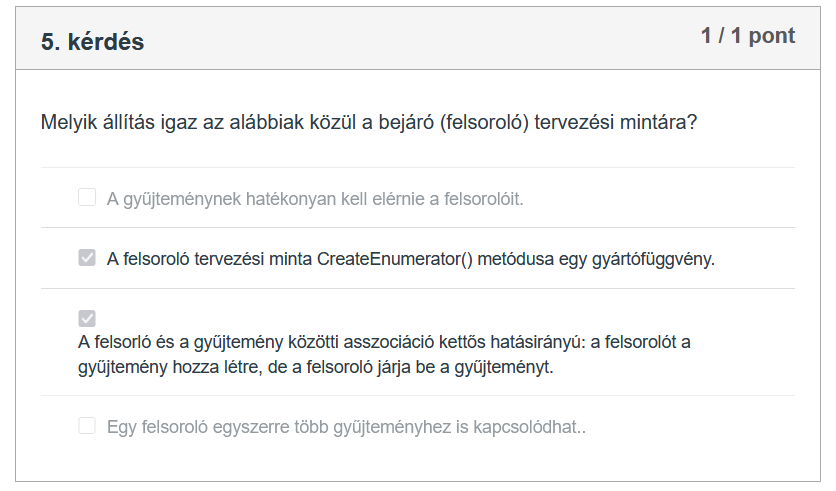 5. kérdés
1 / 1 pont
Melyik állítás igaz az alábbiak közül a bejáró (felsoroló) tervezési mintára?
A gyűjteménynek hatékonyan kell elérnie a felsorolóit.
A felsoroló tervezési minta CreateEnumerator() metódusa egy gyártófüggvény.
A felsorló és a gyűjtemény közötti asszociáció kettős hatásirányú: a felsorolót a
gyűjtemény hozza létre, de a felsoroló járja be a gyűjteményt.
Egy felsoroló egyszerre több gyűjteményhez is kapcsolódhat..